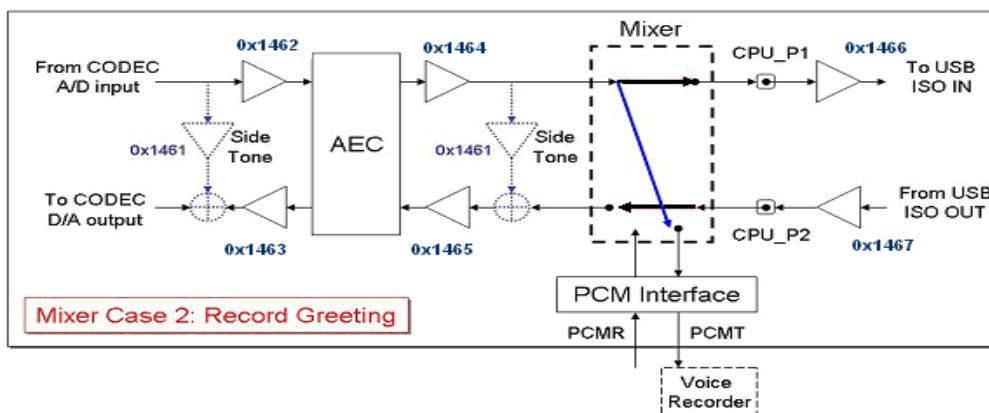 Mixer
0x1462
0x1464
CPU_P1
0x1466
From CODEC
A/D input
To USB
ISO IN
0x1461
Side
Tone
AEC
0x1461
Side
Tone
To CODEC
D/A output
From USB
ISO OUT
0x1463
0x1465
CPU_P2
0x1467
PCM Interface
Mixer Case 2: Record Greeting
PCMR
PCMT
Voice
Recorder